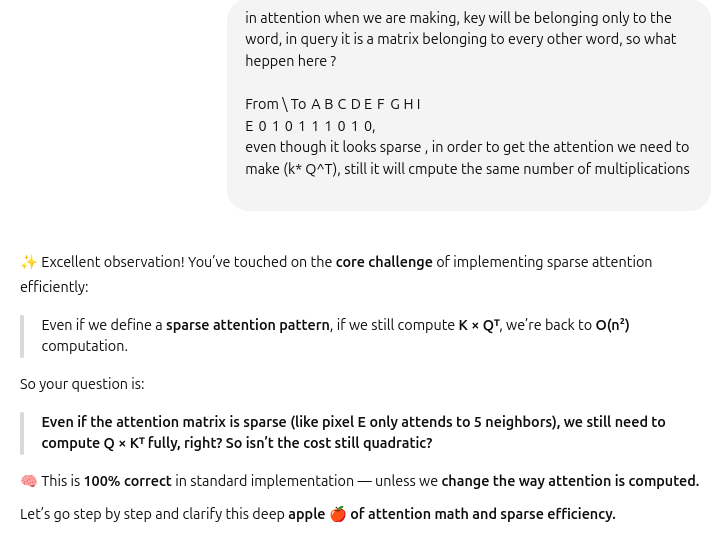 in attention when we are making, key will be belonging only to the
word, in query it is a matrix belonging to every other word, so what
heppen here ?
From \ To A B C D E F G H I
E 0 1 0 1 1 1 0 1 0,
even though it looks sparse , in order to get the attention we need to
make (k* Q^T), still it will cmpute the same number of multiplications
✨ Excellent observation! You've touched on the core challenge of implementing sparse attention
efficiently:
Even if we define a sparse attention pattern, if we still compute K × Qᵀ, we're back to O(n²)
computation.
So your question is:
Even if the attention matrix is sparse (like pixel E only attends to 5 neighbors), we still need to
compute Q × Kᵀ fully, right? So isn't the cost still quadratic?
🧠 This is 100% correct in standard implementation — unless we change the way attention is computed.
Let's go step by step and clarify this deep apple 🍎 of attention math and sparse efficiency.